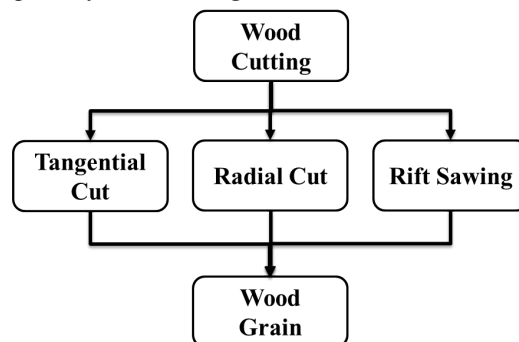 Wood
Cutting
Tangential
Cut
Radial Cut
Rift Sawing
Wood
Grain